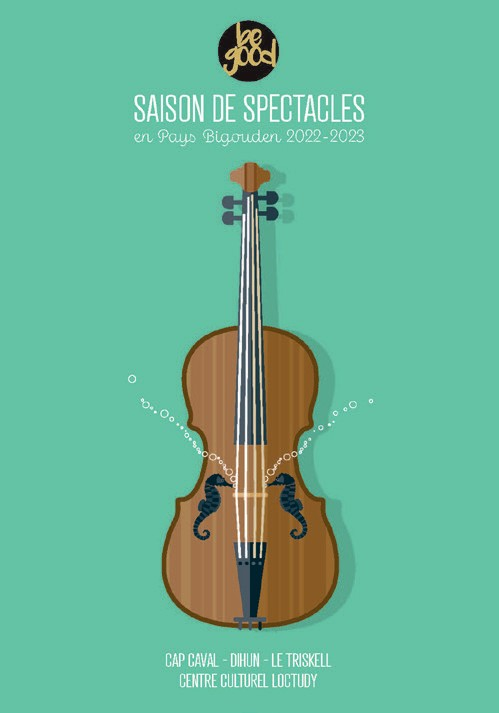 be
good
SAISON DE SPECTACLES
en Pays Bigouden 2022-2023
CAP CAVAL - DIHUN - LE TRISKELL
CENTRE CULTUREL LOCTUDY